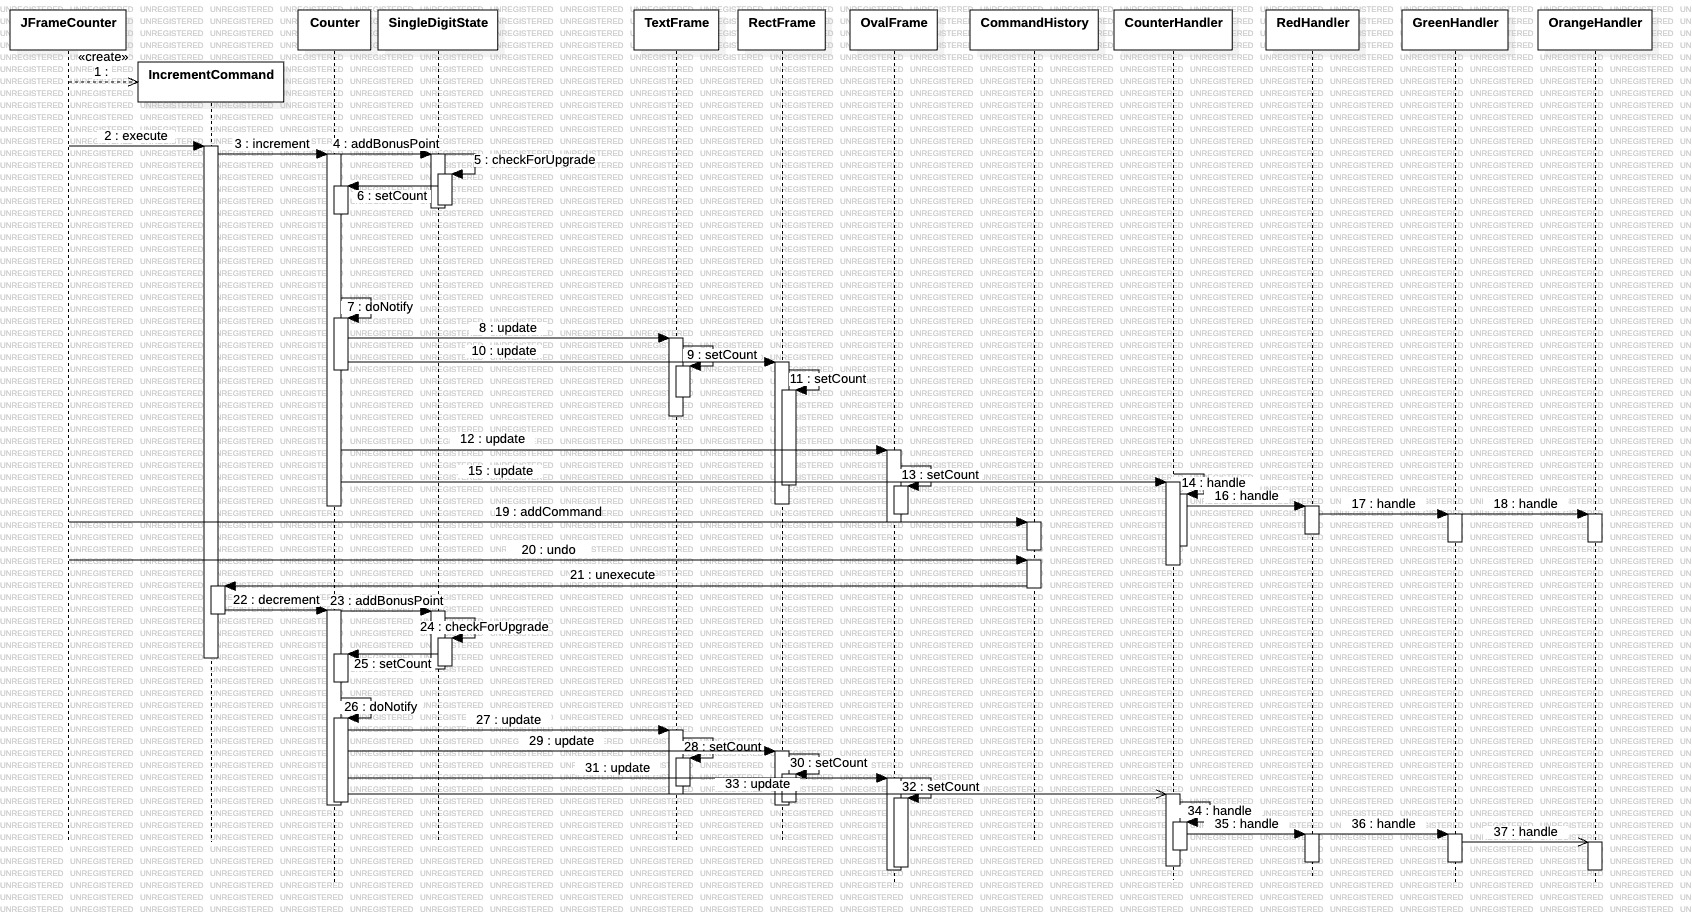 JFrameCounter
Counter
SingleDigitState
TextFrame
RectFrame
OvalFrame
CommandHistory
CounterHandler
RedHandler
GreenHandler
OrangeHandler
«create»
1 :
IncrementCommand
2 : execute
3 : increment
4 : addBonusPoint
5 : checkForUpgrade
6 : setCount
7 : doNotify
8 : update
9 : setCount
10 : update
11 : setCount
12 : update
13 : setCount
15 : update
14 : handle
16 : handle
17 : handle
18 : handle
19 : addCommand
20 : undo
21 : unexecute
22 : decrement
23 : addBonusPoint
24 : checkForUpgrade
25 : setCount
26 : doNotify
27 : update
28 : setCount
29 : update
30 : setCount
31 : update
32 : setCount
33 : update
34 : handle
35 : handle
36 : handle
37 : handle
UNREGISTERED